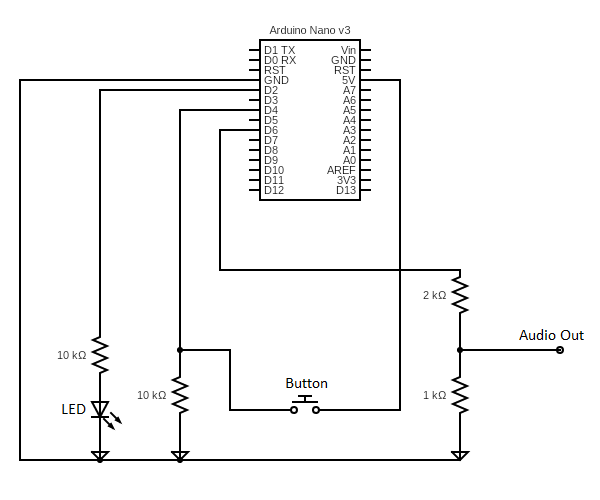 Arduino Nano v3
D1 TX Vin
D0 RX GND
RST RST
GND 5V
D2 A7
D3 A6
D4 A5
D5 A4
D6 A3
D7 A2
D8 A1
D9 A0
D10 AREF
D11 3V3
D12 D13
2 kΩ
Audio Out
10 kΩ
Button
10 kΩ
1 kΩ
LED